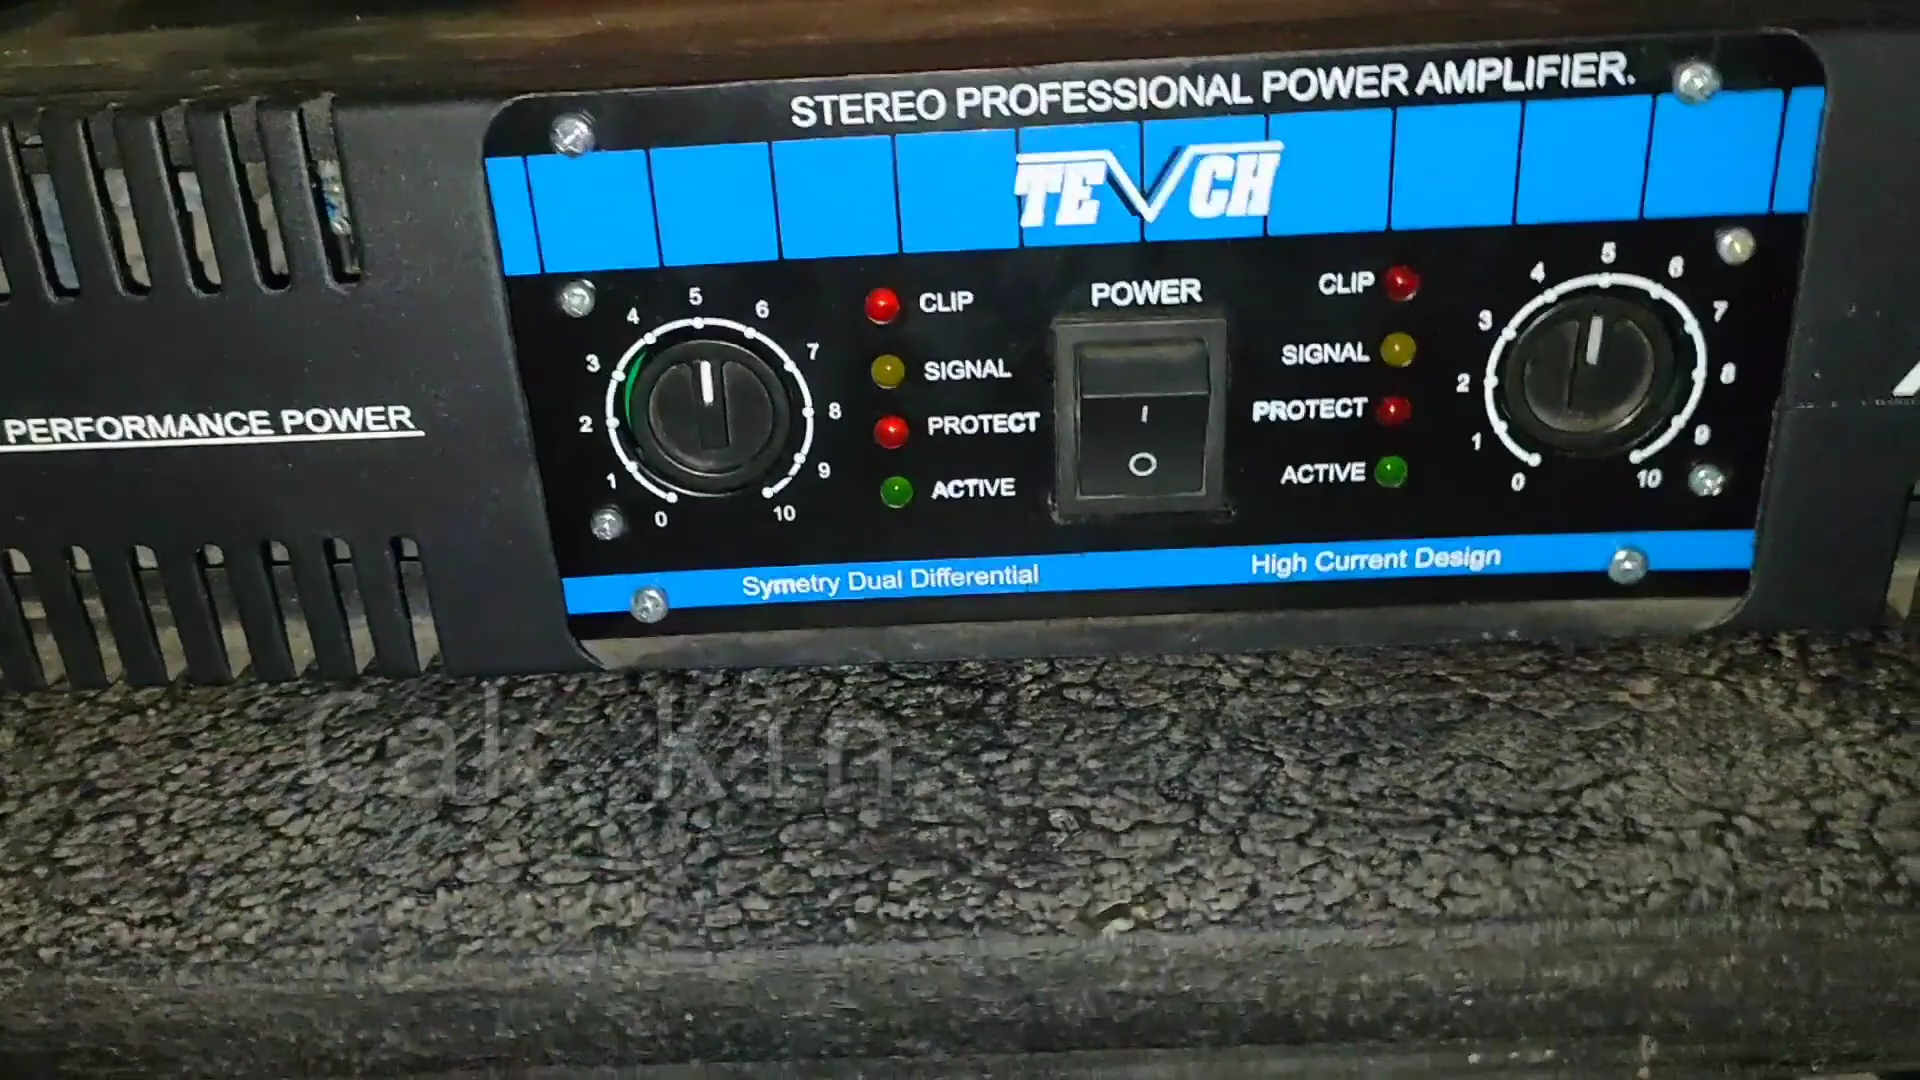 STEREO PROFESSIONAL POWER AMPLIFIER.
TEVCH
PERFORMANCE POWER
0 1 2 3 4 5 6 7 8 9 10
CLIP
SIGNAL
PROTECT
ACTIVE
POWER
I
O
CLIP
SIGNAL
PROTECT
ACTIVE
0 1 2 3 4 5 6 7 8 9 10
Symetry Dual Differential
High Current Design
Cak Kin